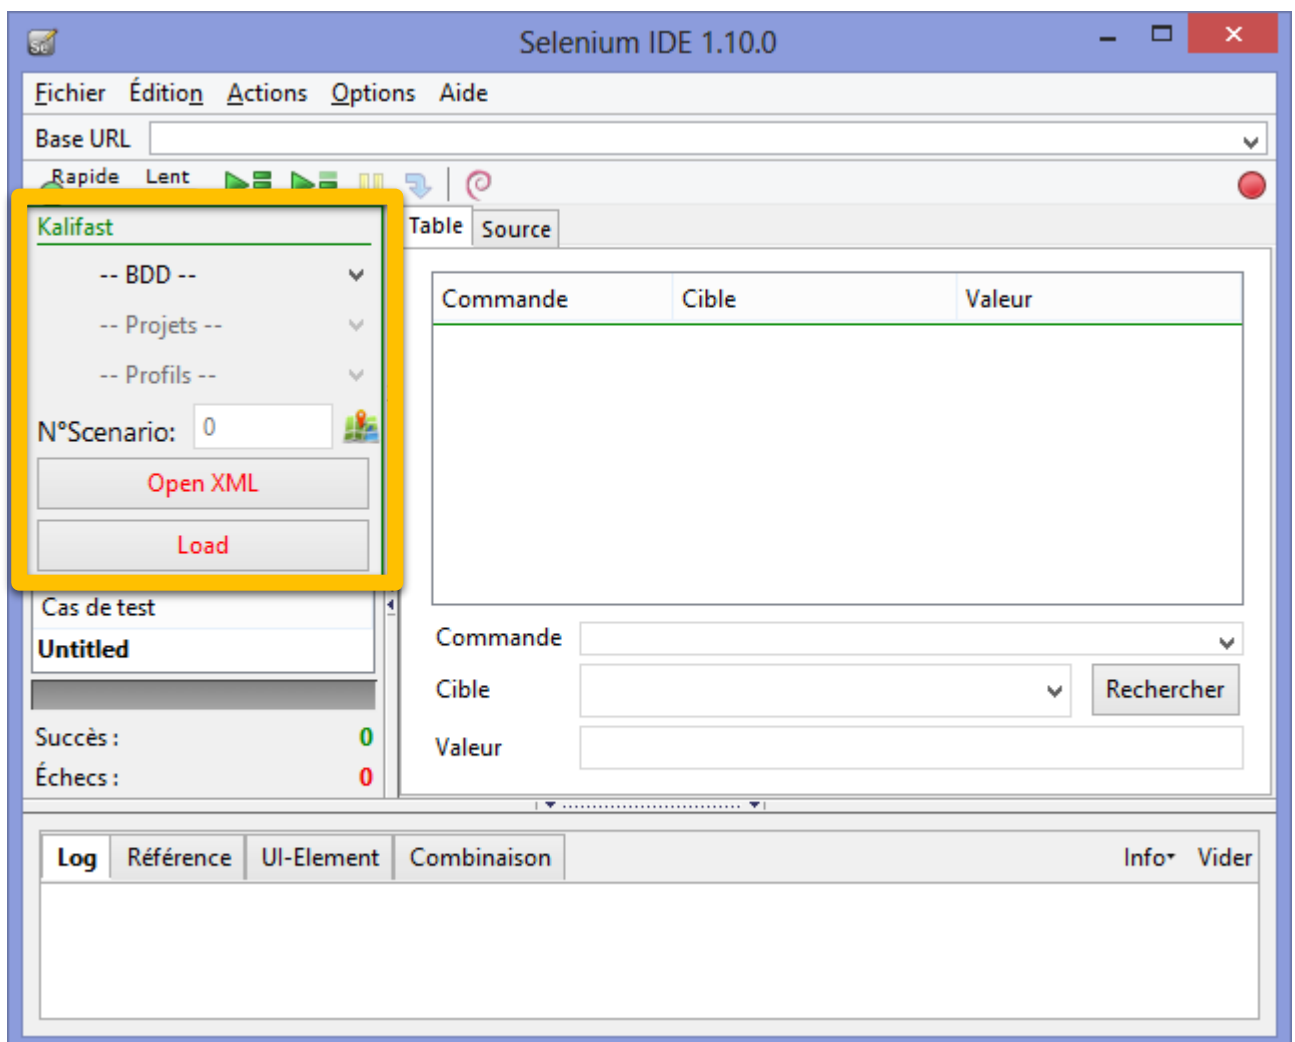 Selenium IDE 1.10.0
Fichier Édition Actions Options Aide
Base URL
Rapide Lent
Kalifast
-- BDD --
-- Projets --
-- Profils --
N°Scenario: 0
Open XML
Load
Cas de test
Untitled
Succès : 0
Échecs : 0
Table Source
Commande Cible Valeur
Commande
Cible Rechercher
Valeur
Log Référence UI-Element Combinaison Info Vider